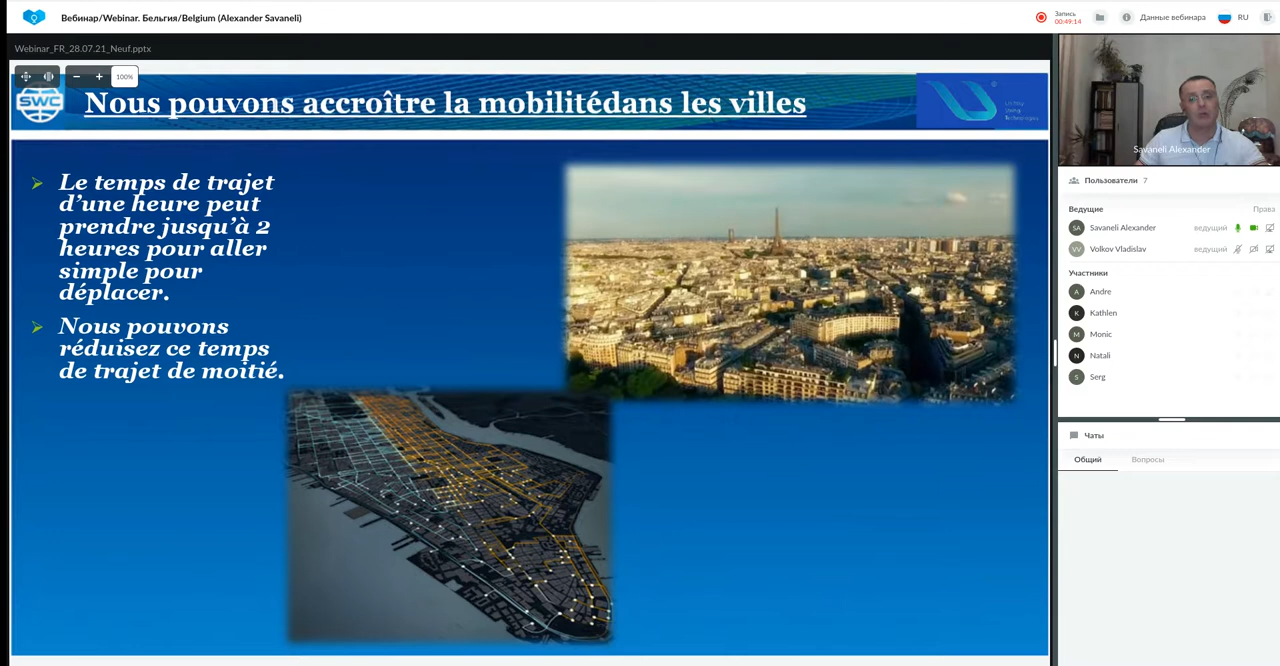 Вебинар/Webinar. Бельгия/Belgium (Alexander Savaneli)
Запись
00:49:14
Данные вебинара
RU
Webinar_FR_28.07.21_Neuf.pptx
100%
SWC
Nous pouvons accroître la mobilitédans les villes
Le temps de trajet
d’une heure peut
prendre jusqu’à 2
heures pour aller
simple pour
déplacer.
Nous pouvons
réduisez ce temps
de trajet de moitié.
Savaneli Alexander
Пользователи 7
Ведущие
Права
SA Savaneli Alexander ведущий
VV Volkov Vladislav ведущий
Участники
A Andre
K Kathlen
M Monic
N Natali
S Serg
Чаты
Общий Вопросы